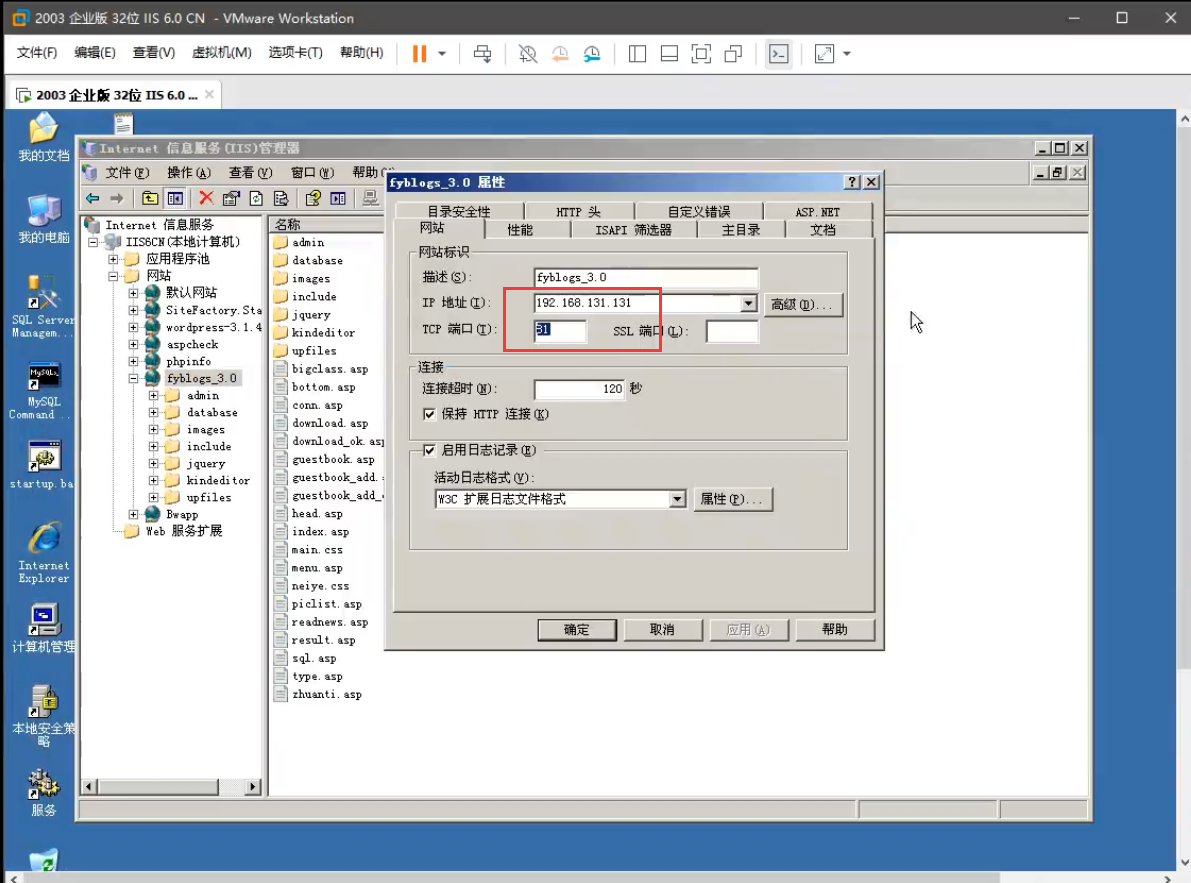 2003 企业版 32位 IIS 6.0 CN - VMware Workstation
文件(F) 编辑(E) 查看(V) 虚拟机(M) 选项卡(T) 帮助(H)
2003 企业版 32位 IIS 6.0 ...
我的文档
我的电脑
SQL Server
Managem...
MySQL
Command ..
startup.ba
Internet
Explorer
计算机管理
本地安全策
略
服务
Internet 信息服务(IIS)管理器
文件(F) 操作(A) 查看(V) 窗口(W) 帮助(
Internet 信息服务
IIS6CN(本地计算机)
应用程序池
网站
默认网站
SiteFactory.Sta
wordpress-3.1.4
aspcheck
phpinfo
fyblogs_3.0
admin
database
images
include
jquery
kindeditor
upfiles
Bwapp
Web 服务扩展
名称
admin
database
images
include
jquery
kindeditor
upfiles
bigclass.asp
bottom.asp
conn.asp
download.asp
download_ok.asp
guestbook.asp
guestbook_add.
guestbook_add_
head.asp
index.asp
main.css
menu.asp
neiye.css
piclist.asp
readnews.asp
result.asp
sql.asp
type.asp
zhuanti.asp
fyblogs_3.0 属性
目录安全性 HTTP 头 自定义错误 ASP.NET
网站 性能 ISAPI 筛选器 主目录 文档
网站标识
描述(S): fyblogs_3.0
IP 地址(I): 192.168.131.131 高级(D)...
TCP 端口(T): 81 SSL 端口(L):
连接
连接超时(N): 120 秒
保持 HTTP 连接(K)
启用日志记录(E)
活动日志格式(V):
W3C 扩展日志文件格式 属性(P)...
确定 取消 应用(A) 帮助